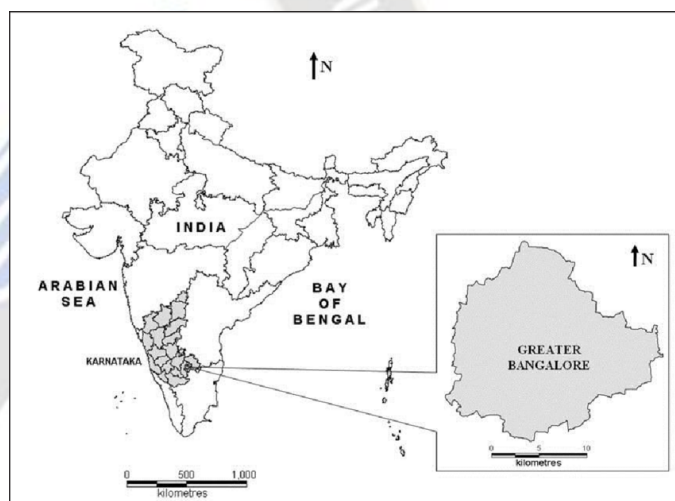 N
INDIA
ARABIAN
SEA
BAY
OF
BENGAL
KARNATAKA
0 500 1,000
kilometres
N
GREATER
BANGALORE
0 5 10
kilometres